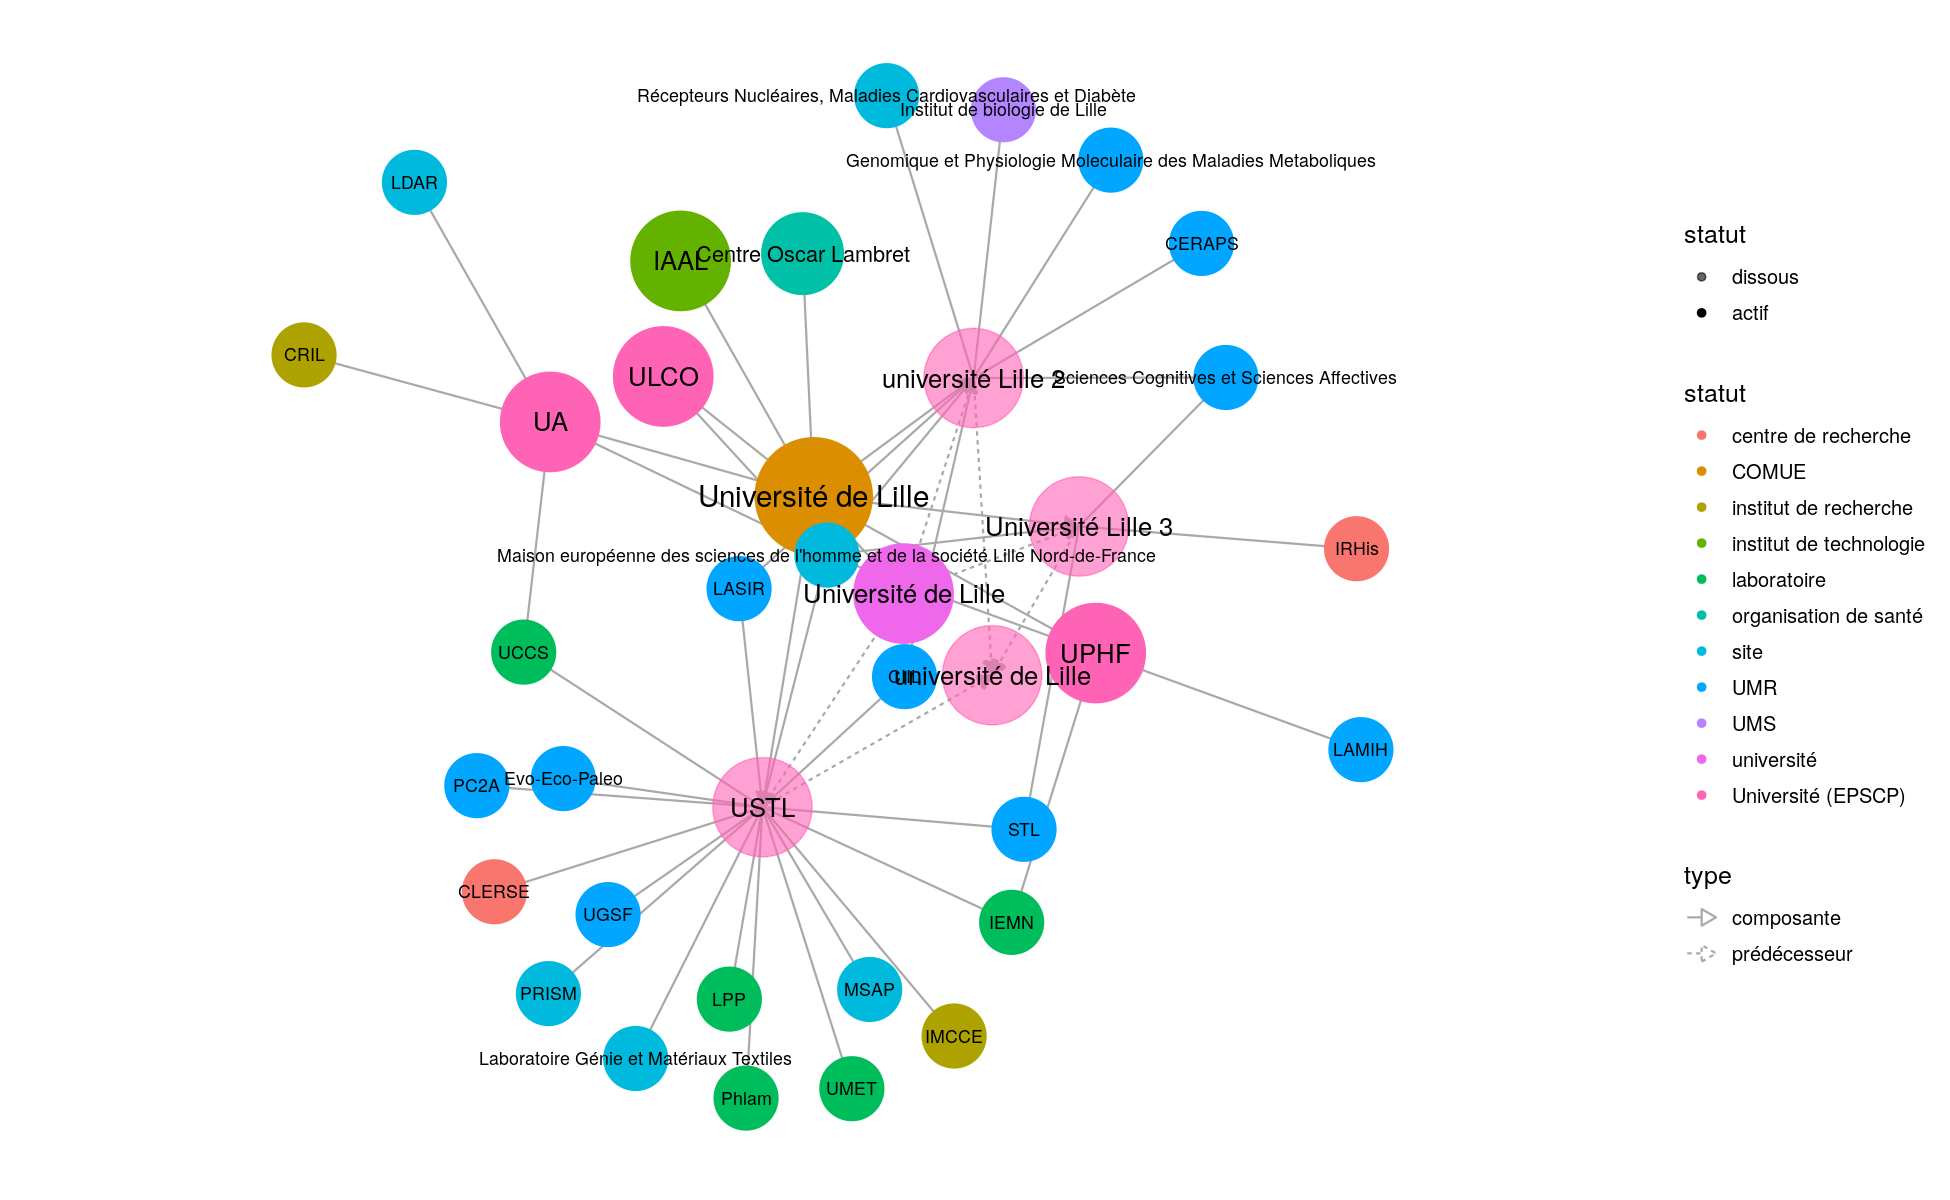 Récepteurs Nucléaires, Maladies Cardiovasculaires et Diabète
Institut de biologie de Lille
Genomique et Physiologie Moleculaire des Maladies Metaboliques
LDAR
CERAPS
IAAL
Centre Oscar Lambret
CRIL
ULCO
université Lille 2
Sciences Cognitives et Sciences Affectives
UA
Université de Lille
Université Lille 3
IRHis
Maison européenne des sciences de l'homme et de la société Lille Nord-de-France
LASIR
Université de Lille
UCCS
UPHF
CIIL
université de Lille
LAMIH
PC2A
Evo-Eco-Paleo
USTL
STL
CLERSE
UGSF
IEMN
PRISM
LPP
MSAP
IMCCE
Laboratoire Génie et Matériaux Textiles
Phlam
UMET
statut
dissous
actif
statut
centre de recherche
COMUE
institut de recherche
institut de technologie
laboratoire
organisation de santé
site
UMR
UMS
université
Université (EPSCP)
type
composante
prédécesseur